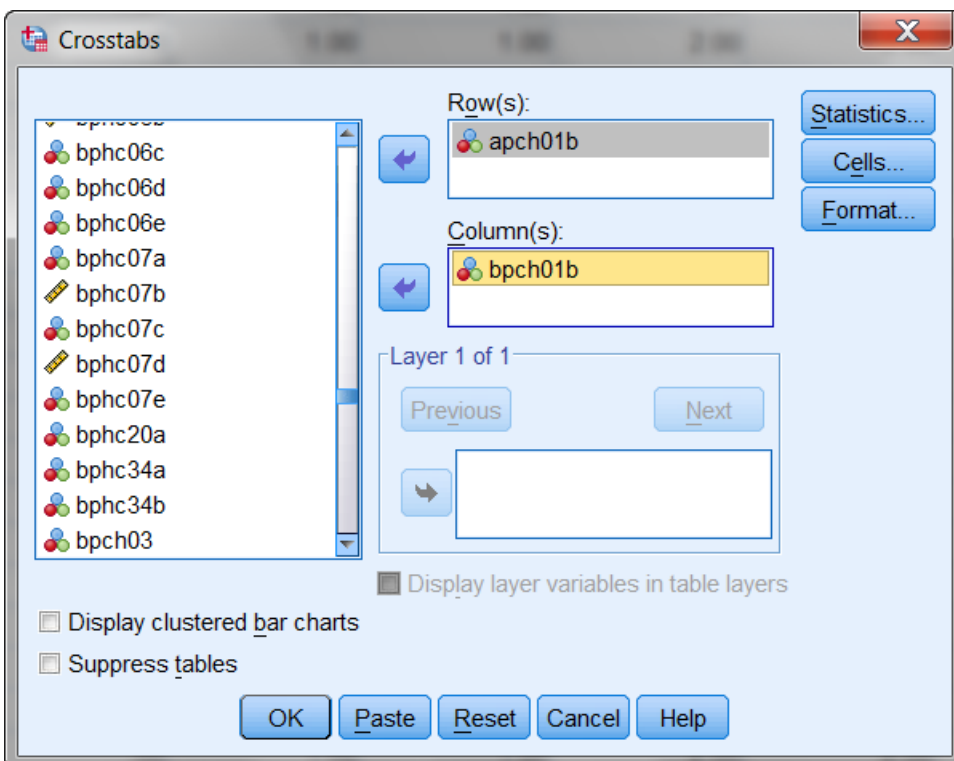 Crosstabs
X
Row(s):
apch01b
Column(s):
bpch01b
Statistics...
Cells...
Format...
bphc06c
bphc06d
bphc06e
bphc07a
bphc07b
bphc07c
bphc07d
bphc07e
bphc20a
bphc34a
bphc34b
bpch03
Layer 1 of 1
Previous
Next
Display layer variables in table layers
Display clustered bar charts
Suppress tables
OK
Paste
Reset
Cancel
Help